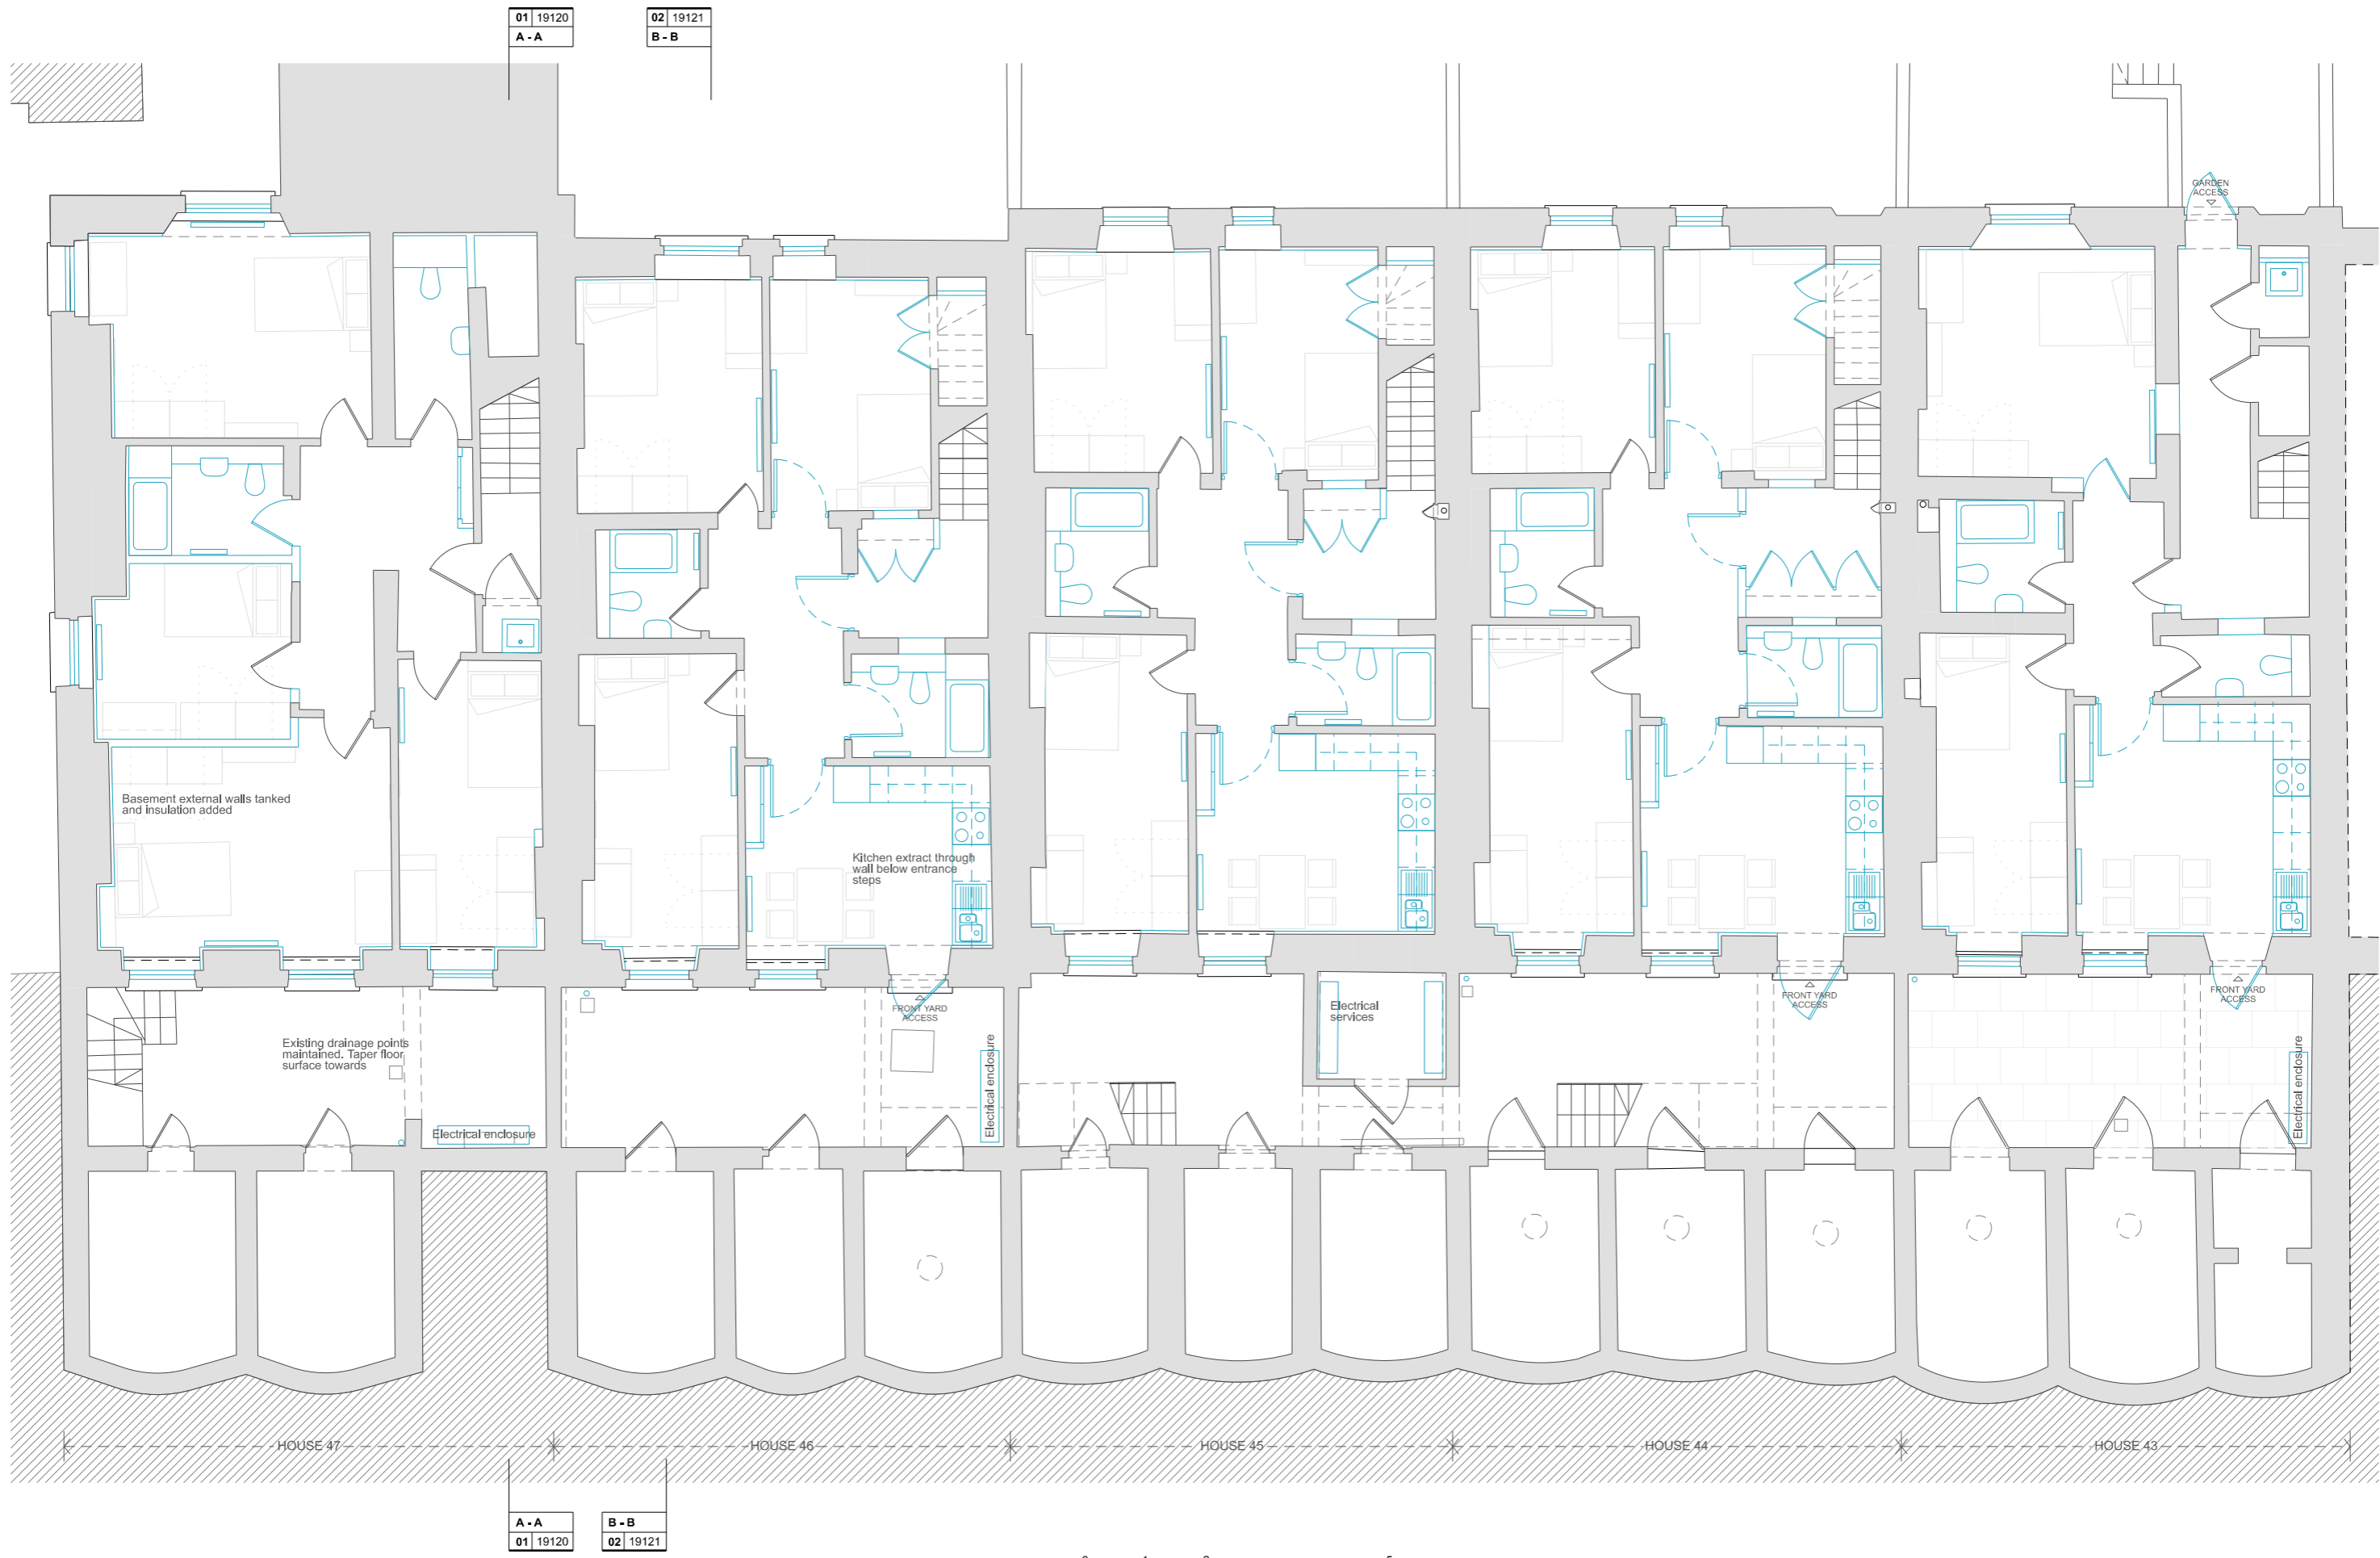 01 19120
A - A
02 19121
B - B
GARDEN
ACCESS
Basement external walls tanked
and insulation added
Kitchen extract through
wall below entrance
steps
Existing drainage points
maintained. Taper floor
surface towards
Electrical enclosure
FRONT YARD
ACCESS
Electrical enclosure
Electrical
services
FRONT YARD
ACCESS
FRONT YARD
ACCESS
Electrical enclosure
HOUSE 47
HOUSE 46
HOUSE 45
HOUSE 44
HOUSE 43
A - A
01 19120
B - B
02 19121